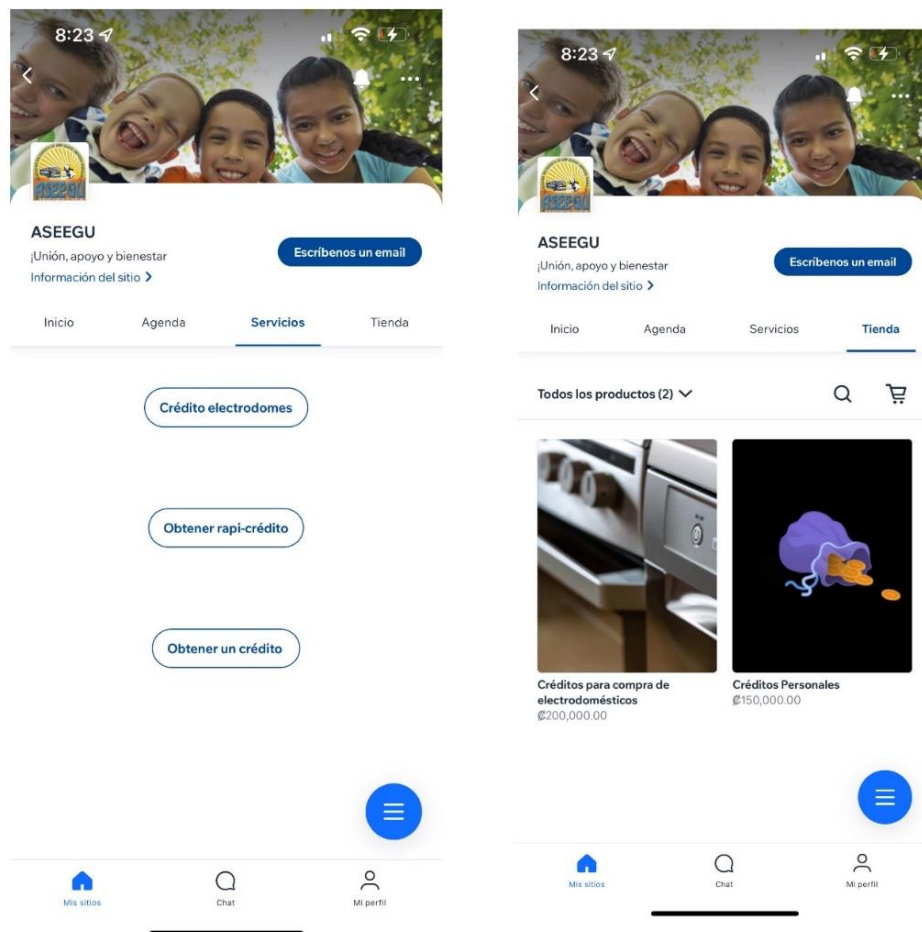 8:23
ASEEGU
ASEEGU
¡Unión, apoyo y bienestar
Información del sitio >
Escríbenos un email
Inicio
Agenda
Servicios
Tienda
Crédito electrodomes
Obtener rapi-crédito
Obtener un crédito
Mis sitios
Chat
Mi perfil
8:23
ASEEGU
ASEEGU
¡Unión, apoyo y bienestar
Información del sitio >
Escríbenos un email
Inicio
Agenda
Servicios
Tienda
Todos los productos (2)
Créditos para compra de
electrodomésticos
₡200,000.00
Créditos Personales
₡150,000.00
Mis sitios
Chat
Mi perfil